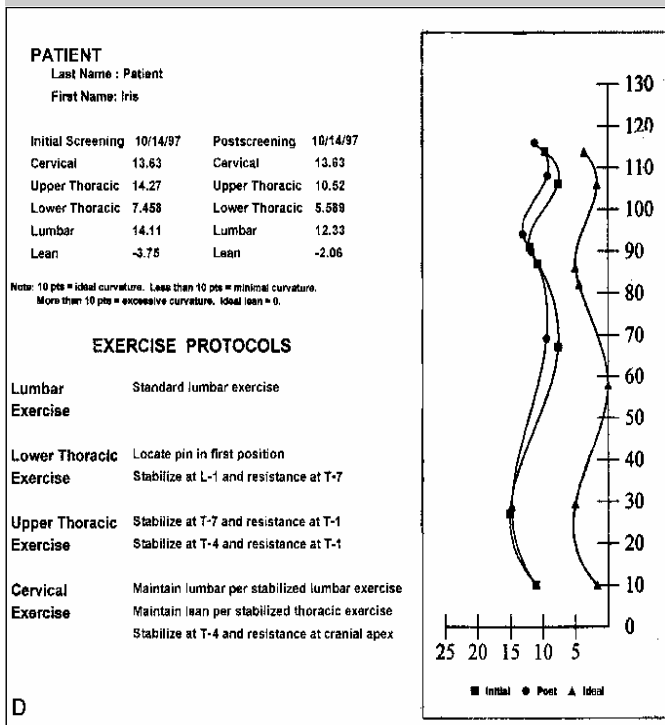 PATIENT
Last Name : Patient
First Name: Iris
Initial Screening 10/14/97 Postscreening 10/14/97
Cervical 13.63 Cervical 13.63
Upper Thoracic 14.27 Upper Thoracic 10.52
Lower Thoracic 7.458 Lower Thoracic 5.589
Lumbar 14.11 Lumbar 12.33
Lean -3.75 Lean -2.06
Note: 10 pts = ideal curvature. Less than 10 pts = minimal curvature.
More than 10 pts = excessive curvature. Ideal lean = 0.
EXERCISE PROTOCOLS
Lumbar Standard lumbar exercise
Exercise
Lower Thoracic Locate pin in first position
Exercise Stabilize at L-1 and resistance at T-7
Upper Thoracic Stabilize at T-7 and resistance at T-1
Exercise Stabilize at T-4 and resistance at T-1
Cervical Maintain lumbar per stabilized lumbar exercise
Exercise Maintain lean per stabilized thoracic exercise
Stabilize at T-4 and resistance at cranial apex
D
130
120
110
100
90
80
70
60
50
40
30
20
10
0
25 20 15 10 5
Initial Post Ideal